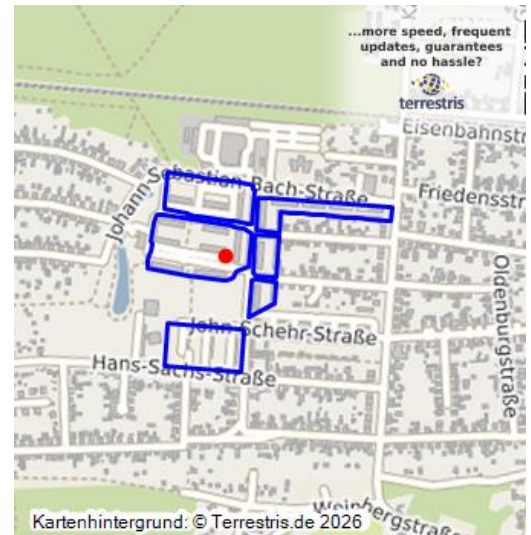 ...more speed, frequent
updates, guarantees
and no hassle?
terrestris
Eisenbahnstr
Johann-Sebastian-Bach-Straße
Friedensstr
Oldenburgstraße
John-Schehr-Straße
Hans-Sachs-Straße
Weinbergstraße
Kartenhintergrund: © Terrestris.de 2026